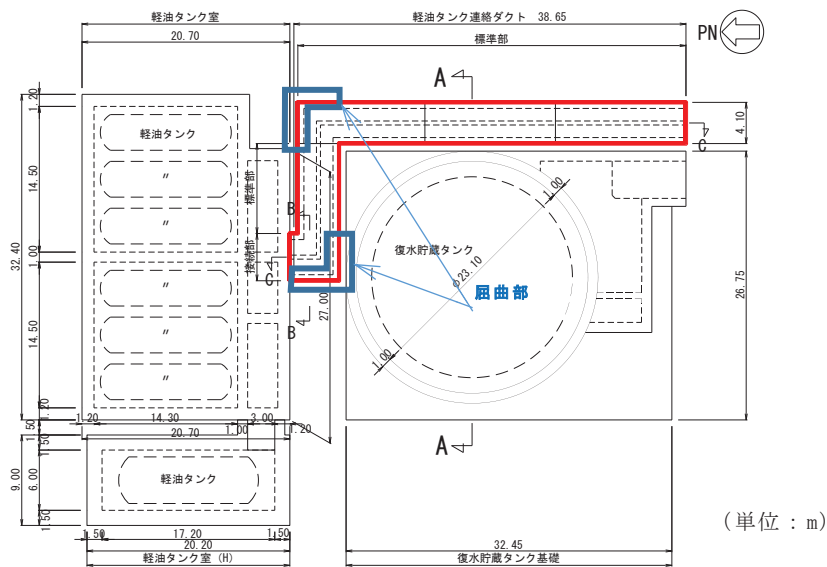 軽油タンク室
軽油タンク連絡ダクト 38.65
20.70
標準部
PN
A
1.20
軽油タンク
4.10
C
14.50
〃
標準部
1.00
〃
B
32.40
1.00
接続部
復水貯蔵タンク
C
φ23.10
26.75
〃
屈曲部
27.00
14.50
〃
B
1.00
〃
1.20
1.20
14.30
3.00
1.50
1.00
1.20
20.70
A
1.50
9.00
6.00
軽油タンク
(単位:m)
1.50
1.50
17.20
1.50
20.20
32.45
軽油タンク室(H)
復水貯蔵タンク基礎